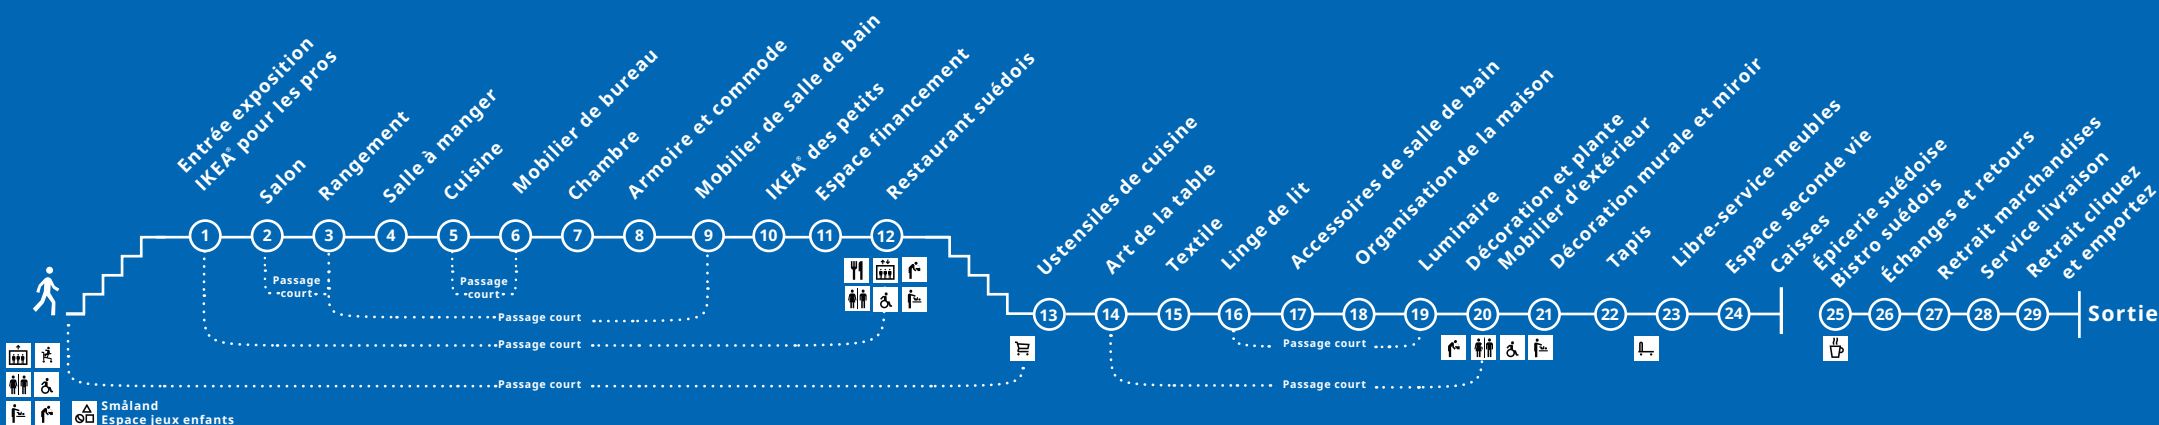 Entrée exposition
IKEA® pour les pros
Salon
Rangement
Salle à manger
Cuisine
Mobilier de bureau
Chambre
Armoire et commode
Mobilier de salle de bain
IKEA® des petits
Espace financement
Restaurant suédois
Ustensiles de cuisine
Art de la table
Textile
Linge de lit
Accessoires de salle de bain
Organisation de la maison
Luminaire
Décoration et plante
Mobilier d'extérieur
Décoration murale et miroir
Tapis
Libre-service meubles
Espace seconde vie
Caisses
Épicerie suédoise
Bistro suédois
Échanges et retours
Retrait marchandises
Service livraison
Retrait cliquez
et emportez
1 2 3 4 5 6 7 8 9 10 11 12
13 14 15 16 17 18 19 20 21 22 23 24 25 26 27 28 29
Sortie
Passage
court
Passage
court
Passage court
Passage court
Passage court
Passage court
Passage court
Småland
Espace jeux enfants